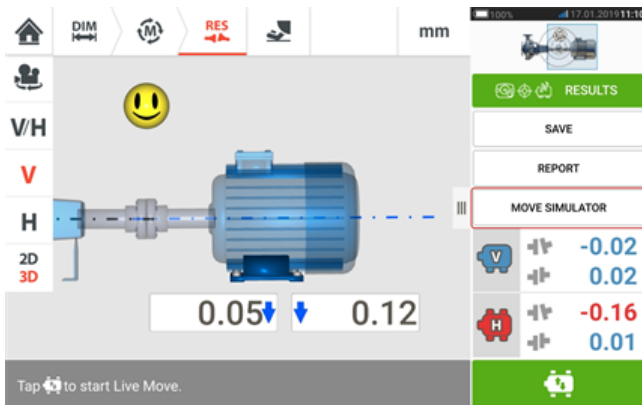 DIM
M
RES
mm
100% 17.01.2019 11:10
V/H
V
H
2D
3D
RESULTS
SAVE
REPORT
MOVE SIMULATOR
V -0.02
0.02
H -0.16
0.01
0.05 0.12
Tap to start Live Move.